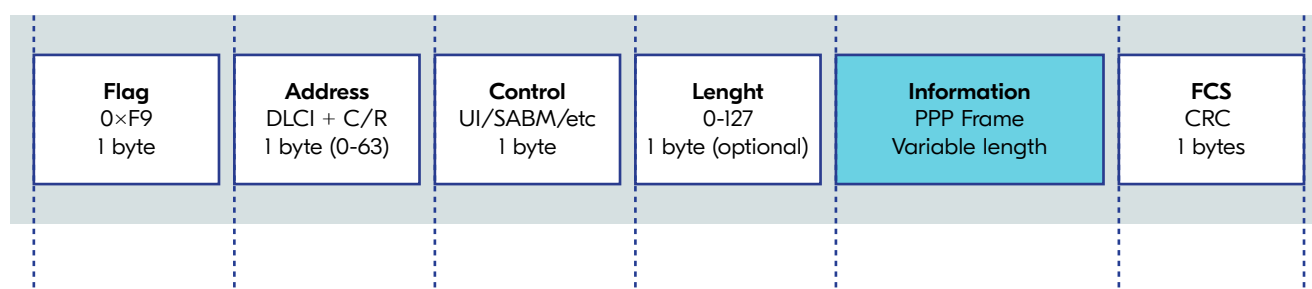 Flag
0×F9
1 byte
Address
DLCI + C/R
1 byte (0-63)
Control
UI/SABM/etc
1 byte
Lenght
0-127
1 byte (optional)
Information
PPP Frame
Variable length
FCS
CRC
1 bytes